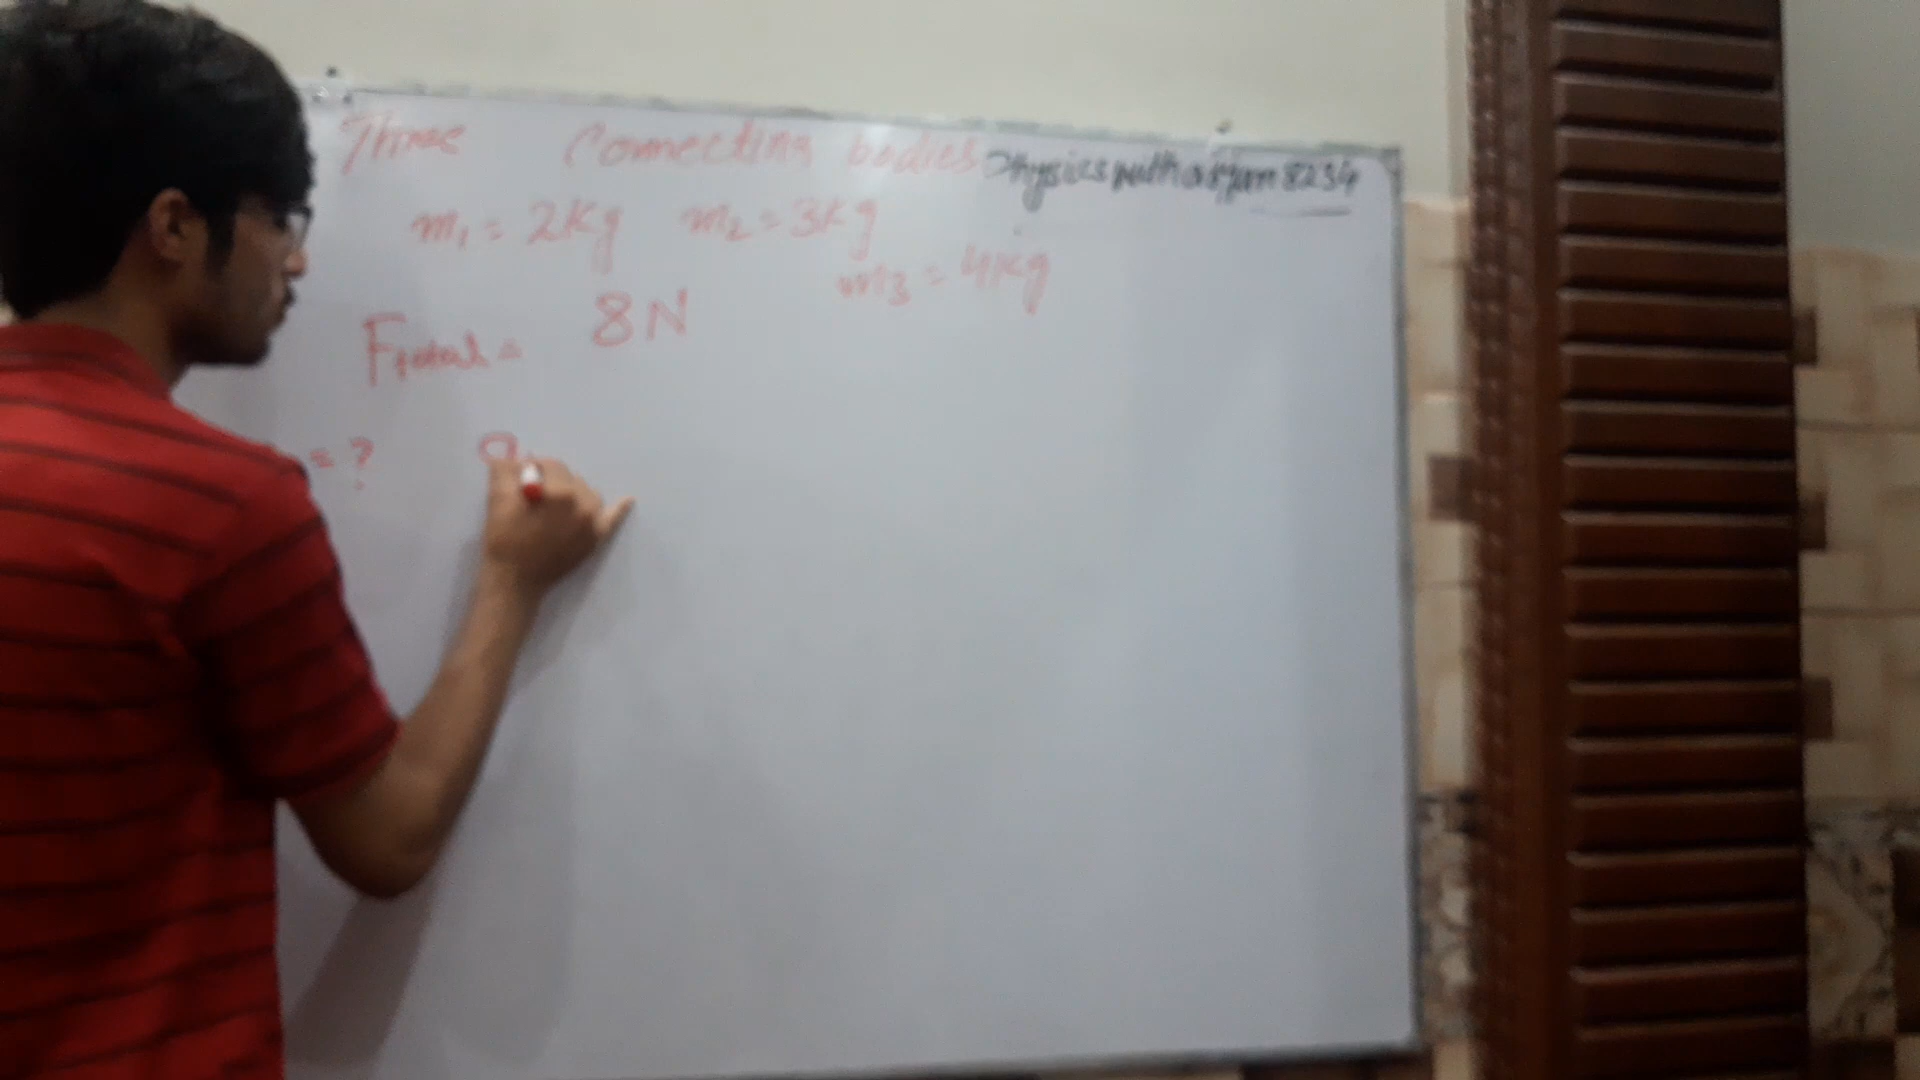 Three Connecting bodies
m₁ = 2kg m₂ = 3kg
m₃ = 4kg
Ftotal = 8N
= ? a